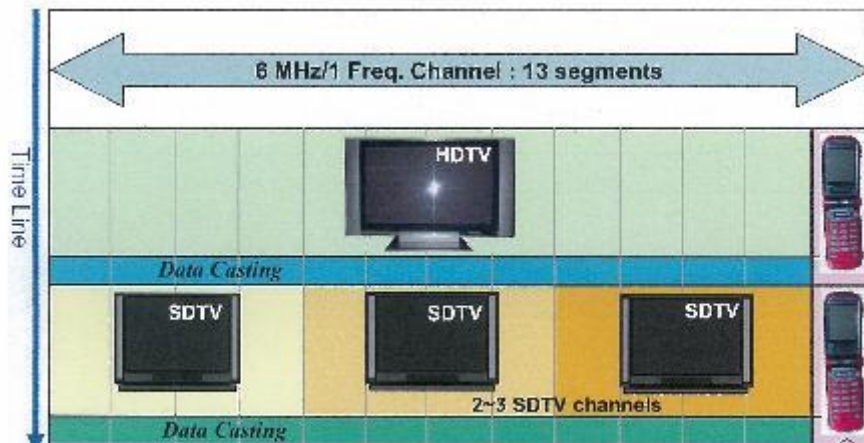 6 MHz/1 Freq. Channel : 13 segments
Time Line
HDTV
Data Casting
SDTV
SDTV
SDTV
2~3 SDTV channels
Data Casting